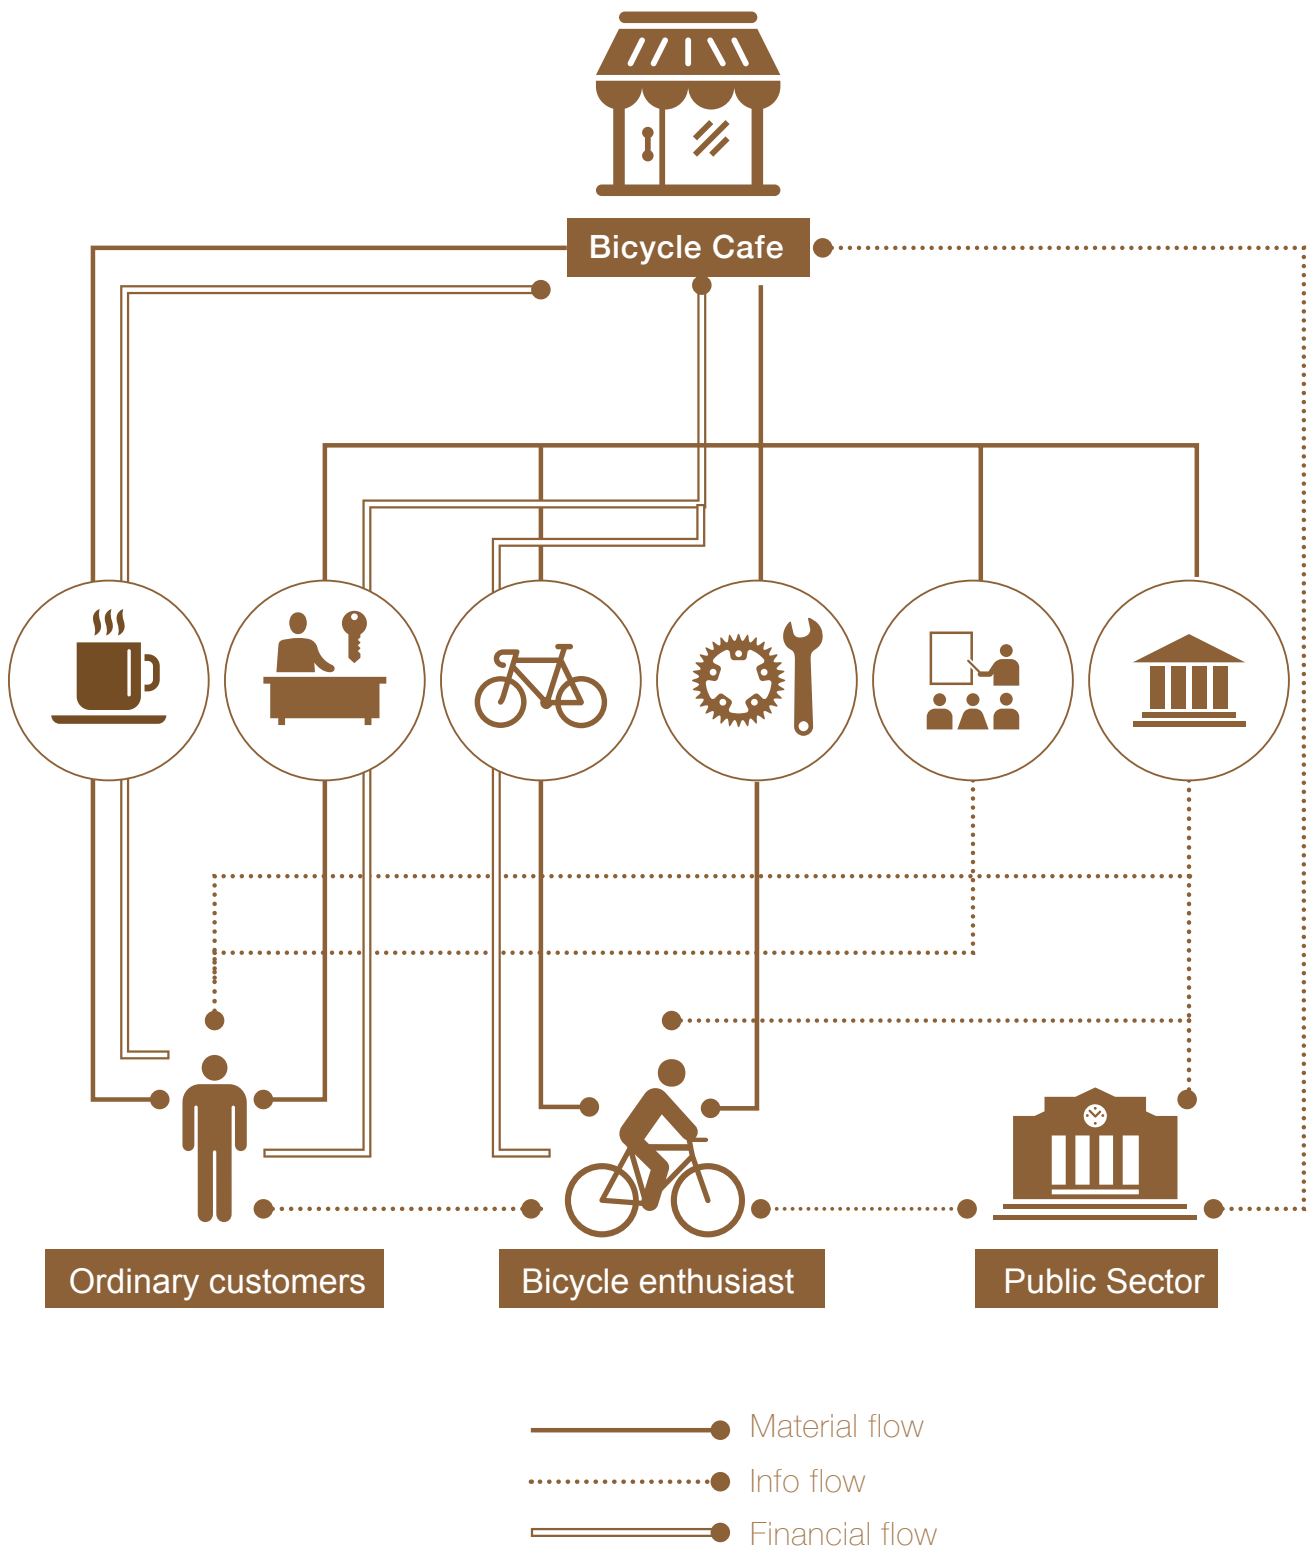 Bicycle Cafe
Ordinary customers
Bicycle enthusiast
Public Sector
Material flow
Info flow
Financial flow